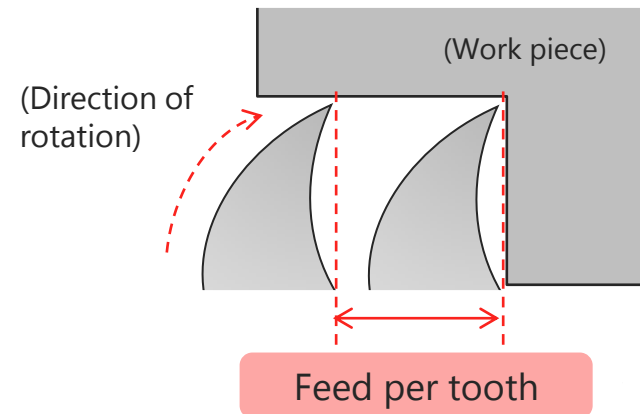 (Work piece)
(Direction of
rotation)
Feed per tooth